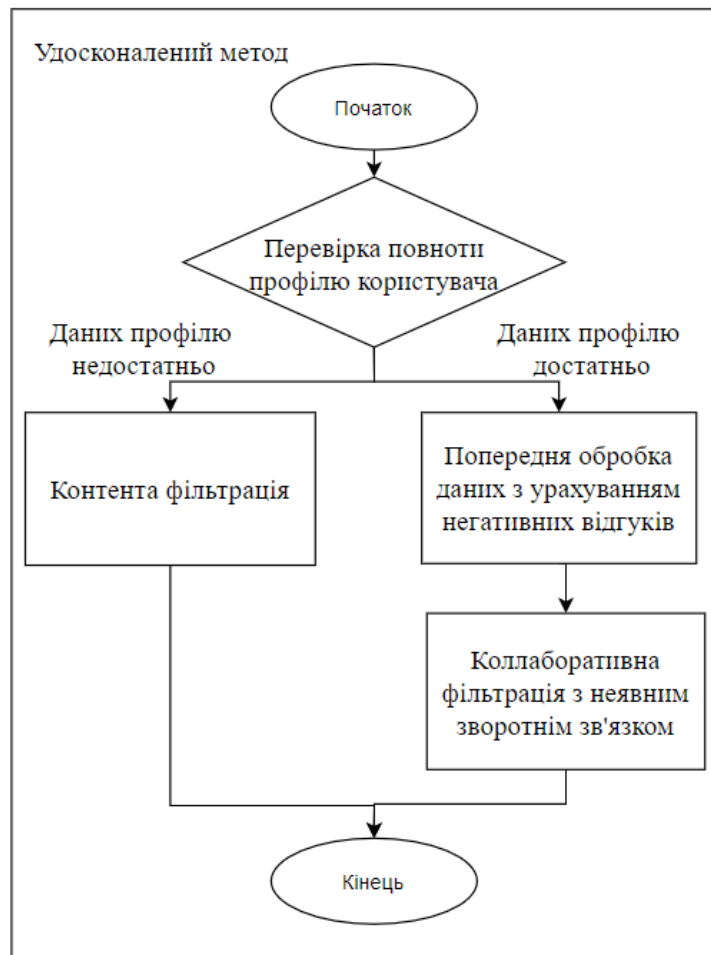 Удосконалений метод
Початок
Перевірка повноти
профілю користувача
Даних профілю
недостатньо
Даних профілю
достатньо
Контента фільтрація
Попередня обробка
даних з урахуванням
негативних відгуків
Коллаборативна
фільтрація з неявним
зворотнім зв'язком
Кінець